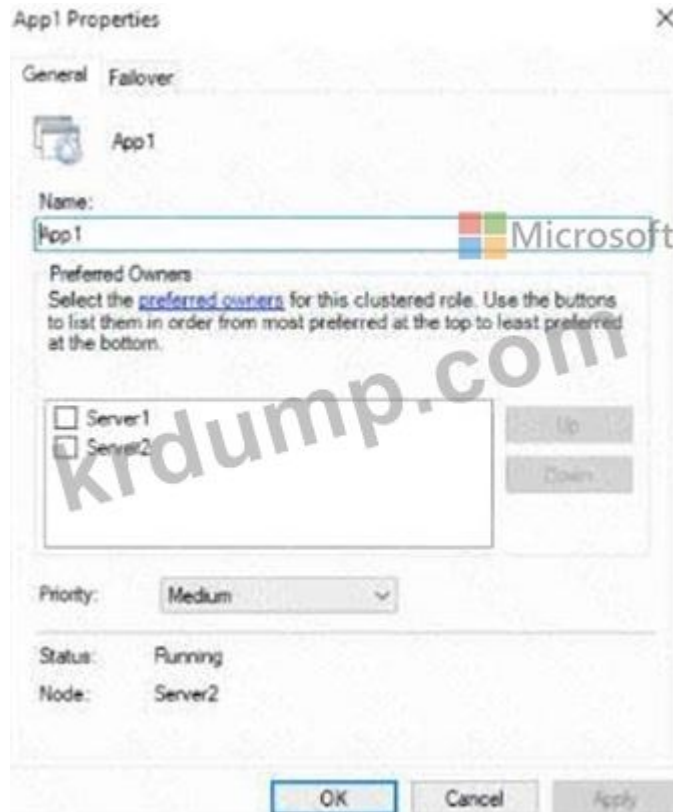 App1 Properties
General Failover
App1
Name:
App1
Microsoft
Preferred Owners
Select the preferred owners for this clustered role. Use the buttons
to list them in order from most preferred at the top to least preferred
at the bottom.
krdump.com
Server1
Up
Server2
Down
Priority: Medium
Status: Running
Node: Server2
OK Cancel Apply